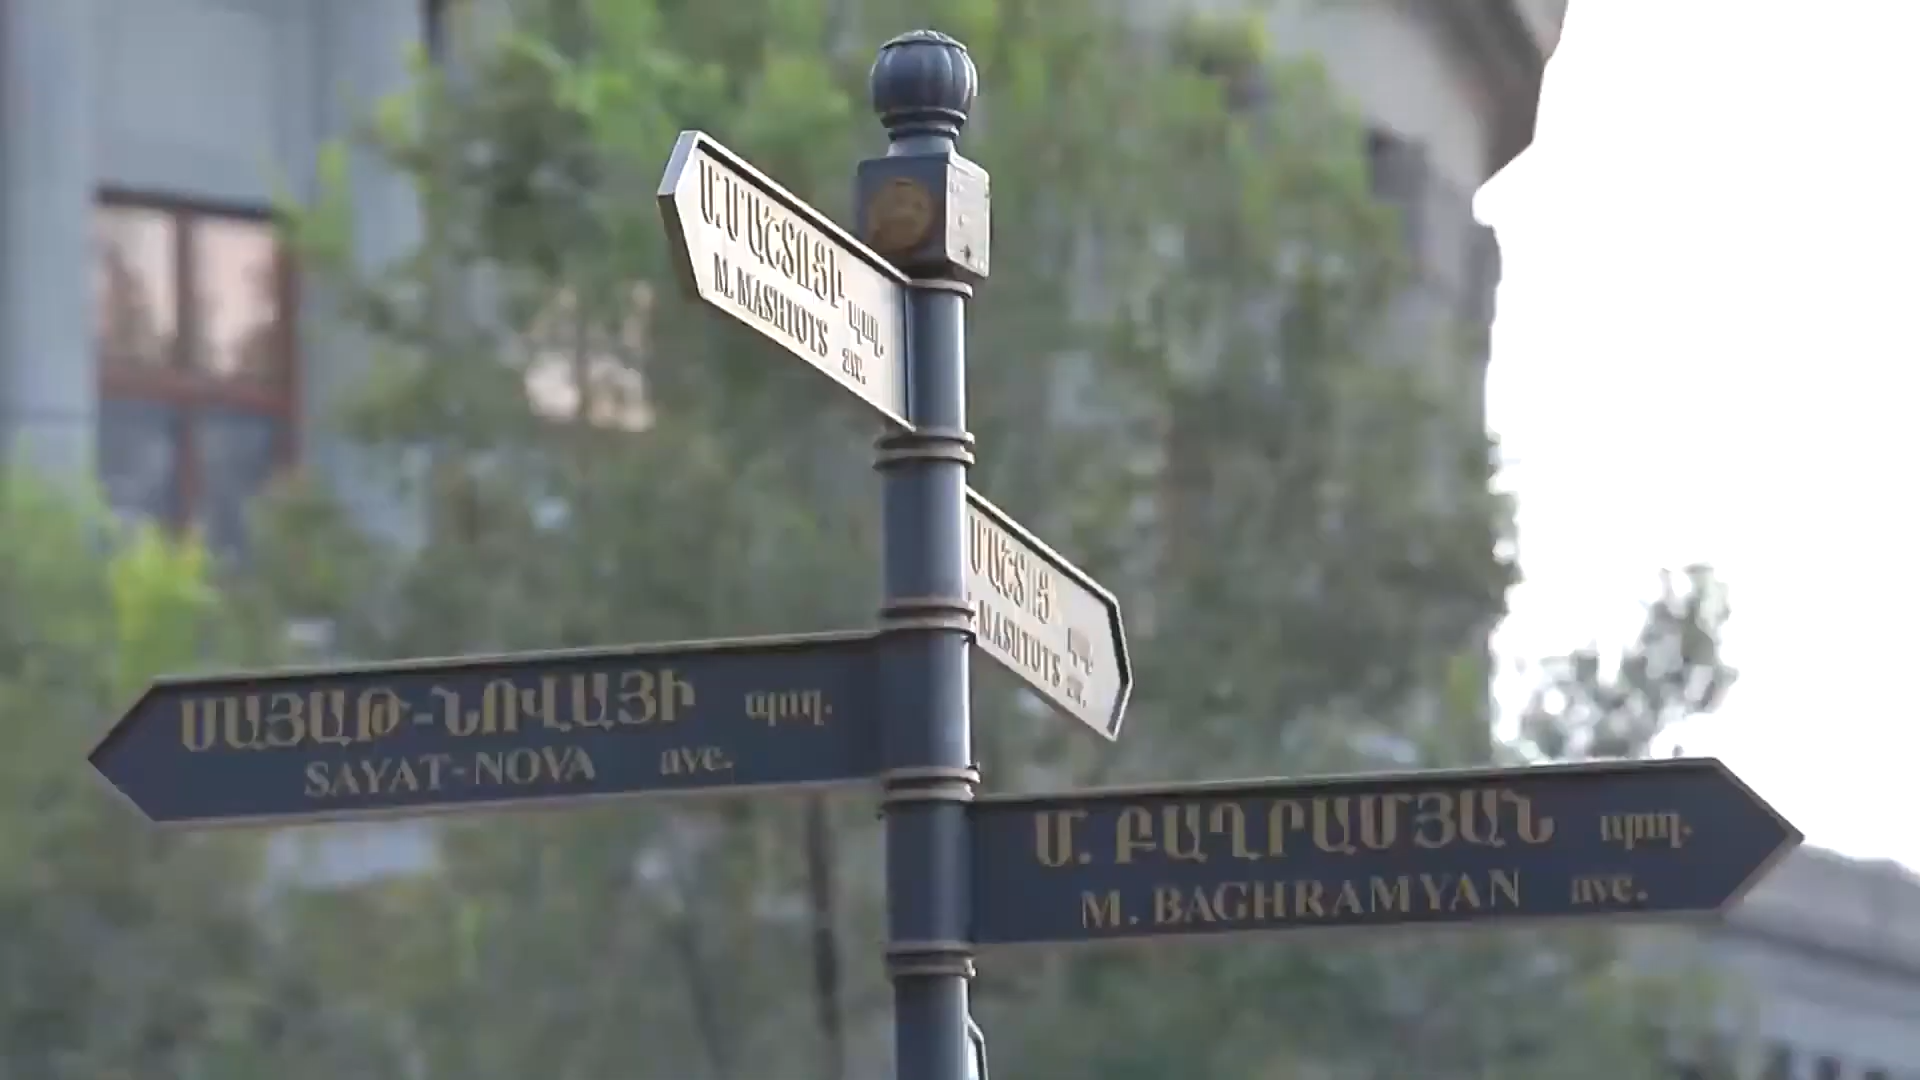 Մ. ՄԱՇՏՈՑԻ պող.
M. MASHTOTS ave.
ՄԱՇՏՈՑԻ պող.
MASHTOTS ave.
ՍԱՅԱԹ-ՆՈՎԱՅԻ պող.
SAYAT-NOVA ave.
Մ. ԲԱՂՐԱՄՅԱՆ պող.
M. BAGHRAMYAN ave.